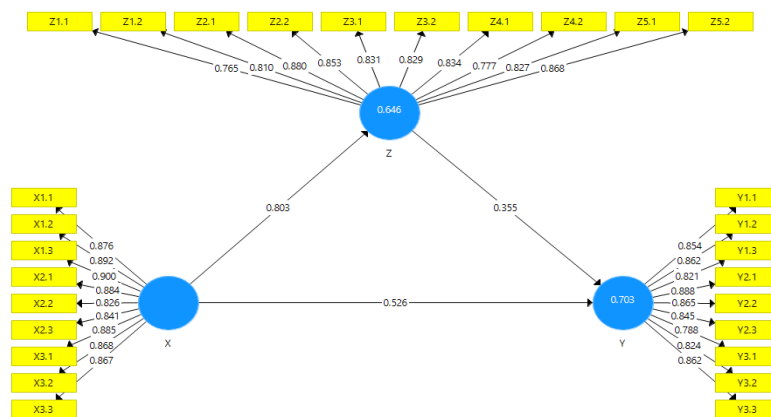 Z1.1 Z1.2 Z2.1 Z2.2 Z3.1 Z3.2 Z4.1 Z4.2 Z5.1 Z5.2
0.765 0.810 0.880 0.853 0.831 0.829 0.834 0.777 0.827 0.868
0.646
Z
0.803
0.355
0.526
X1.1
X1.2
X1.3
X2.1
X2.2
X2.3
X3.1
X3.2
X3.3
0.876
0.892
0.900
0.884
0.826
0.841
0.885
0.868
0.867
X
0.703
Y
0.854
0.862
0.821
0.888
0.865
0.845
0.788
0.824
0.862
Y1.1
Y1.2
Y1.3
Y2.1
Y2.2
Y2.3
Y3.1
Y3.2
Y3.3